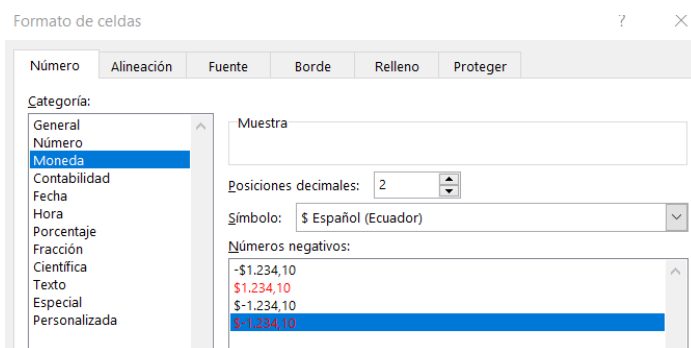 Formato de celdas ? ×
Número Alineación Fuente Borde Relleno Proteger
Categoría:
General
Número
Moneda
Contabilidad
Fecha
Hora
Porcentaje
Fracción
Científica
Texto
Especial
Personalizada
Muestra
Posiciones decimales: 2
Símbolo: $ Español (Ecuador)
Números negativos:
-$1.234,10
$1.234,10
$-1.234,10
$-1.234,10